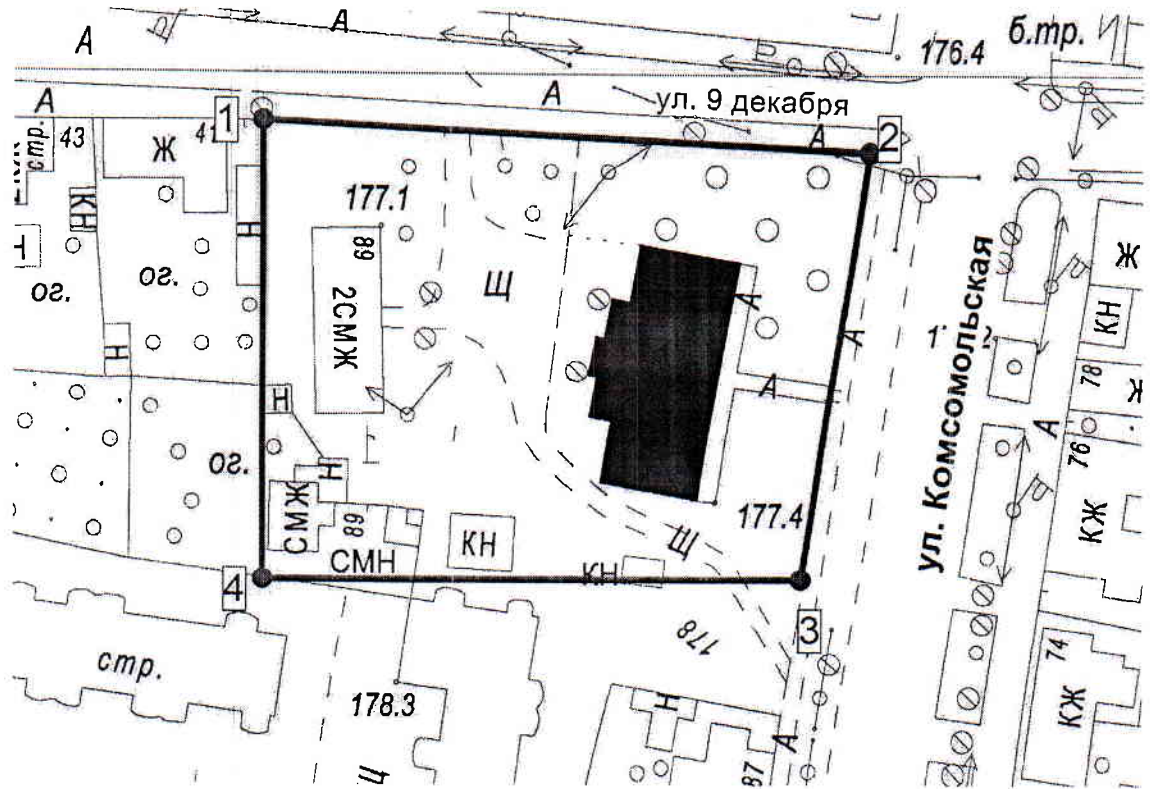 А
А
176.4
б.тр.
А
А
ул. 9 декабря
1
2
А
стр.
43
41
Ж
КН
Н
177.1
89
2СМЖ
Щ
ог.
ог.
Н
А
А
А
ул. Комсомольская
Ж
КН
78
Ж
А
76
КЖ
Н
ог.
Н
СМЖ
89
СМН
КН
КН
Щ
177.4
4
3
стр.
178
178.3
Н
А
87
74
КЖ